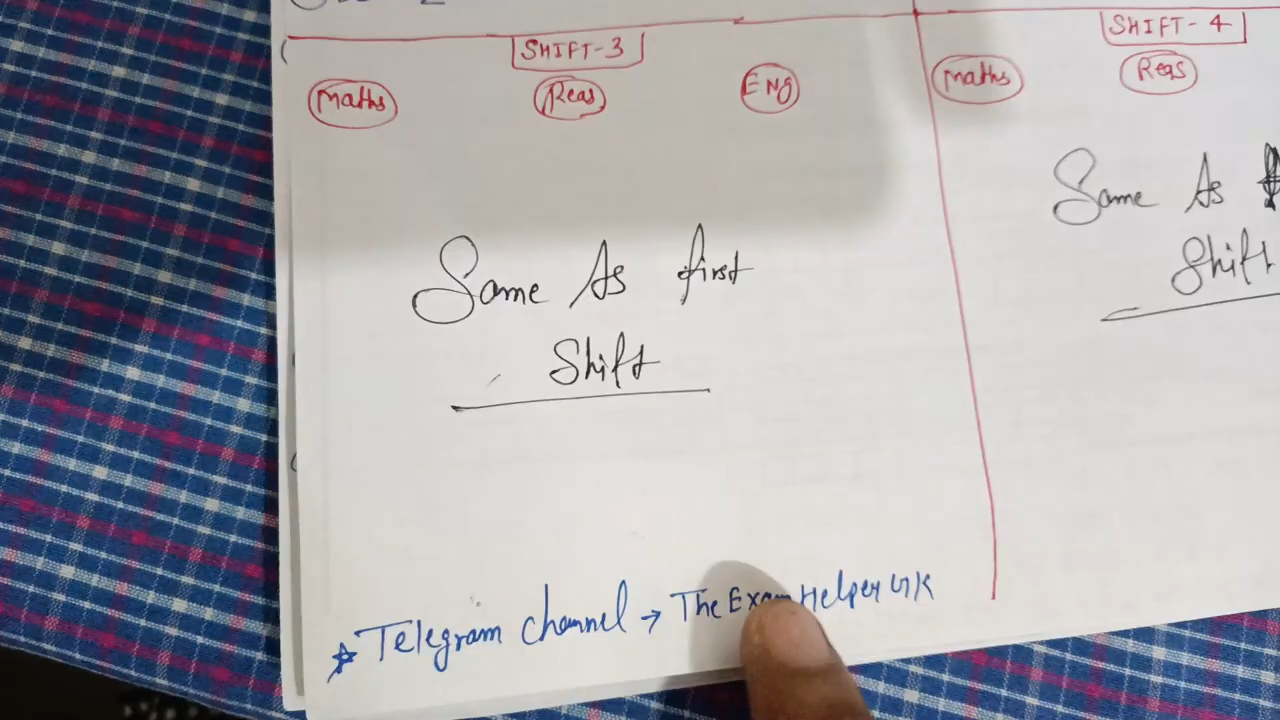 SHIFT-3
Maths Reas ENG
Same As first
Shift
SHIFT-4
Maths Reas
Same As
Shift
Telegram channel → The Exam Helper